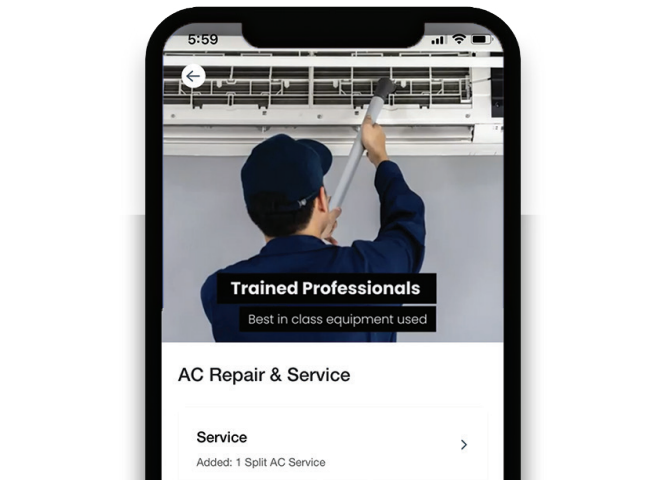 5:59
Trained Professionals
Best in class equipment used
AC Repair & Service
Service
Added: 1 Split AC Service